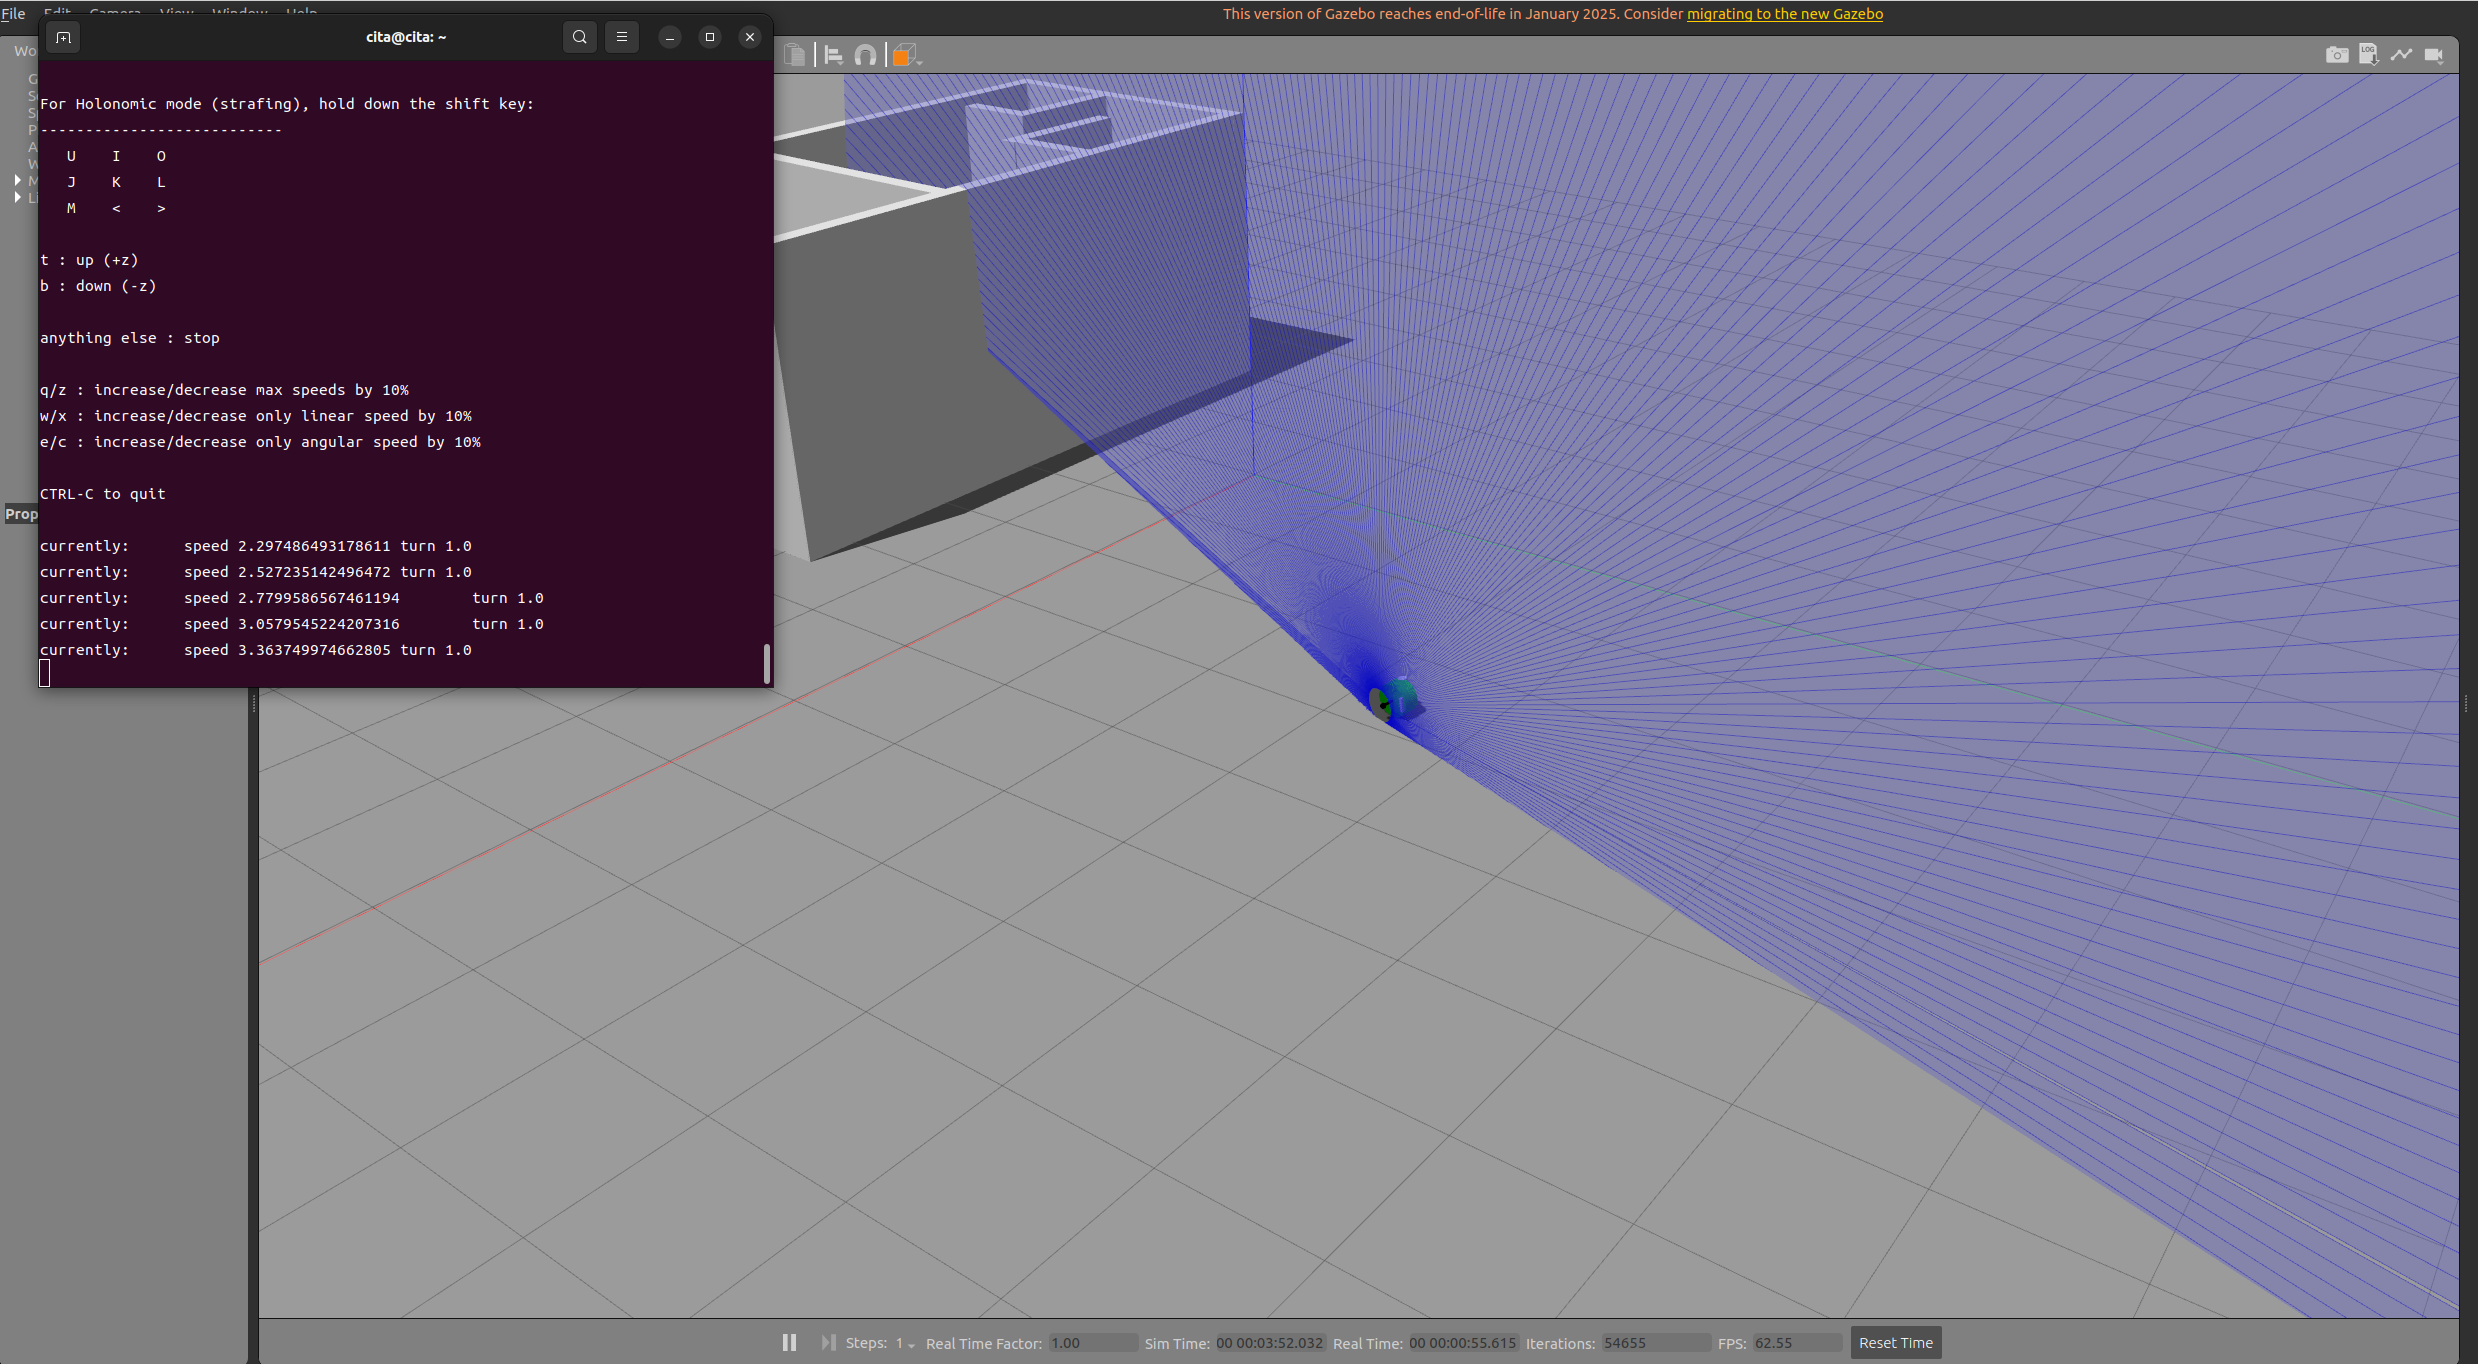 File Edit Camera View Window Help
This version of Gazebo reaches end-of-life in January 2025. Consider migrating to the new Gazebo
cita@cita: ~
For Holonomic mode (strafing), hold down the shift key:
---------------------------
U I O
J K L
M < >
t : up (+z)
b : down (-z)
anything else : stop
q/z : increase/decrease max speeds by 10%
w/x : increase/decrease only linear speed by 10%
e/c : increase/decrease only angular speed by 10%
CTRL-C to quit
currently: speed 2.297486493178611 turn 1.0
currently: speed 2.527235142496472 turn 1.0
currently: speed 2.7799586567461194 turn 1.0
currently: speed 3.0579545224207316 turn 1.0
currently: speed 3.363749974662805 turn 1.0
LOG
Steps: 1 Real Time Factor: 1.00 Sim Time: 00 00:03:52.032 Real Time: 00 00:00:55.615 Iterations: 54655 FPS: 62.55 Reset Time